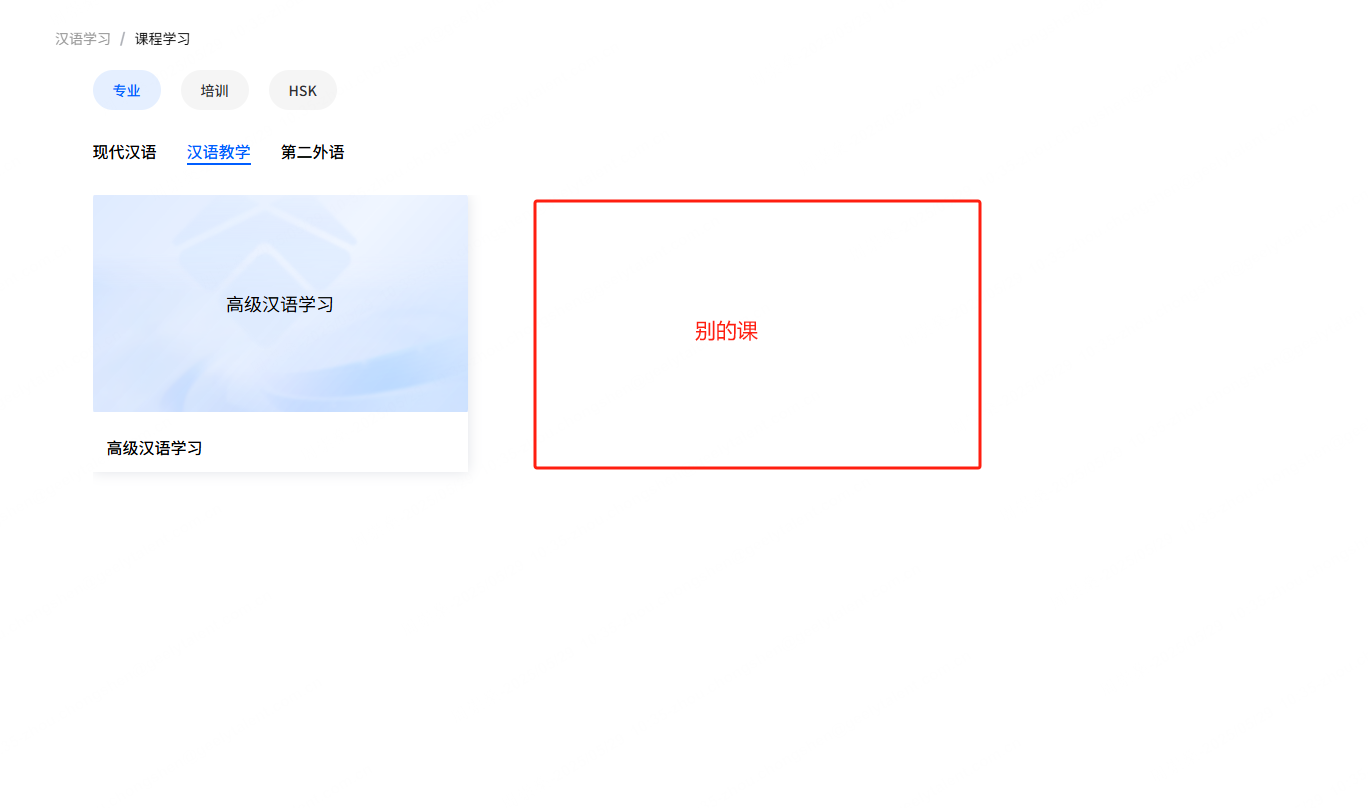 汉语学习 / 课程学习
专业 培训 HSK
现代汉语 汉语教学 第二外语
高级汉语学习
别的课
高级汉语学习